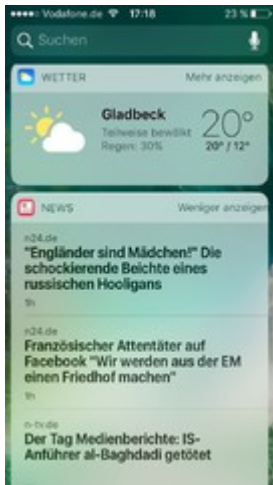 Vodafone.de 17:18 23 %
Suchen
WETTER Mehr anzeigen
Gladbeck
Teilweise bewölkt
Regen: 30%
20°
20° / 12°
NEWS Weniger anzeigen
n24.de
"Engländer sind Mädchen!" Die
schockierende Beichte eines
russischen Hooligans
1h
n24.de
Französischer Attentäter auf
Facebook "Wir werden aus der EM
einen Friedhof machen"
1h
n-tv.de
Der Tag Medienberichte: IS-
Anführer al-Baghdadi getötet